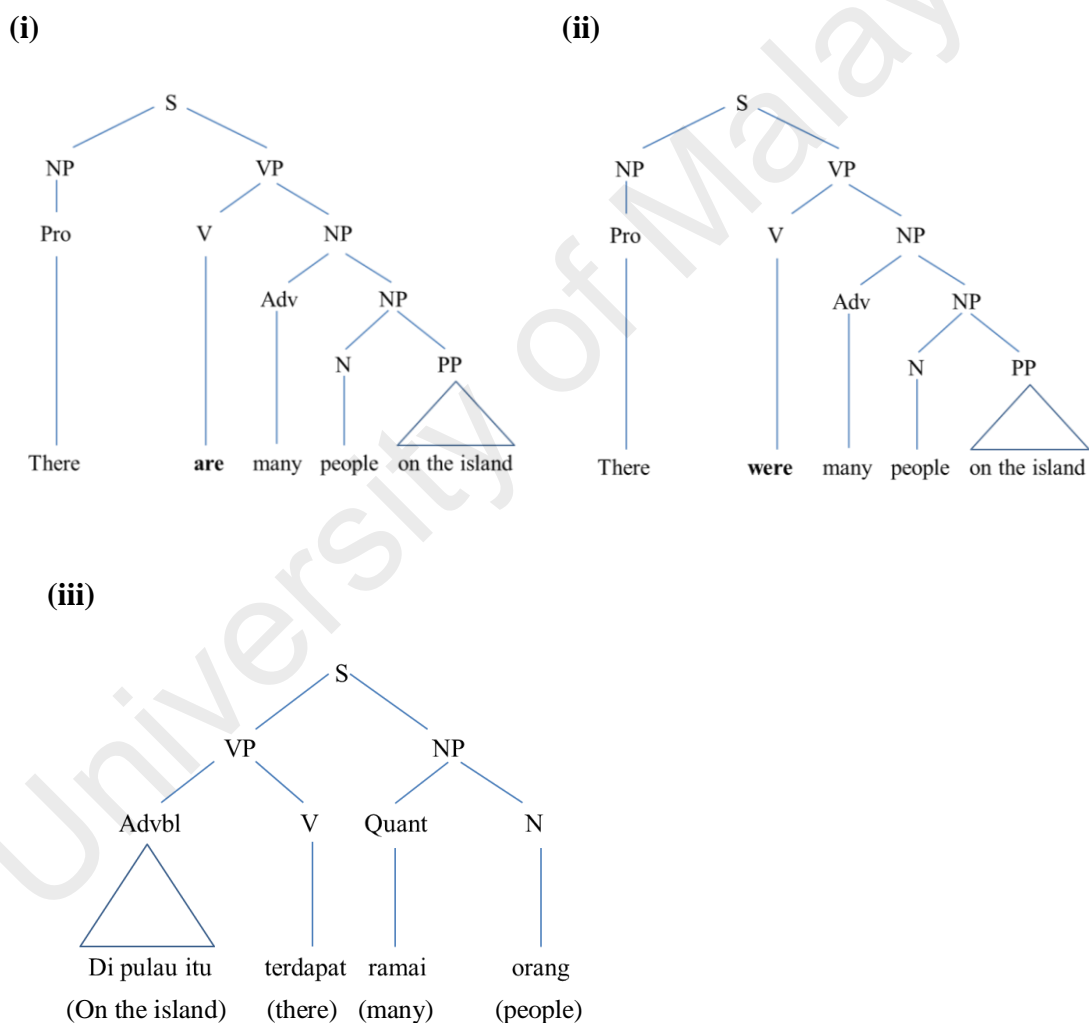 (i) (ii)
S S
NP VP NP VP
Pro V NP Pro V NP
Adv NP Adv NP
N PP N PP
There are many people on the island There were many people on the island
(iii)
S
VP NP
Advbl V Quant N
Di pulau itu terdapat ramai orang
(On the island) (there) (many) (people)
University of Malay